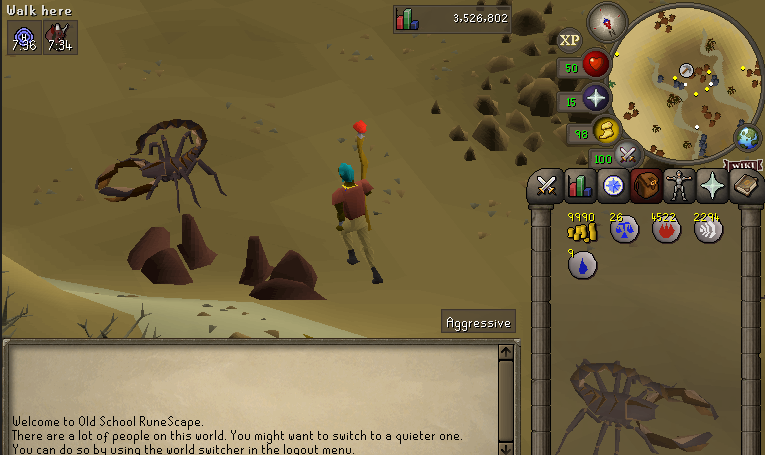 Walk here
3,526,802
7:36 7:34
XP
50
15
98
100
WIKI
9990 26 4522 2294
9
Aggressive
Welcome to Old School RuneScape.
There are a lot of people on this world. You might want to switch to a quieter one.
You can do so by using the world switcher in the logout menu.